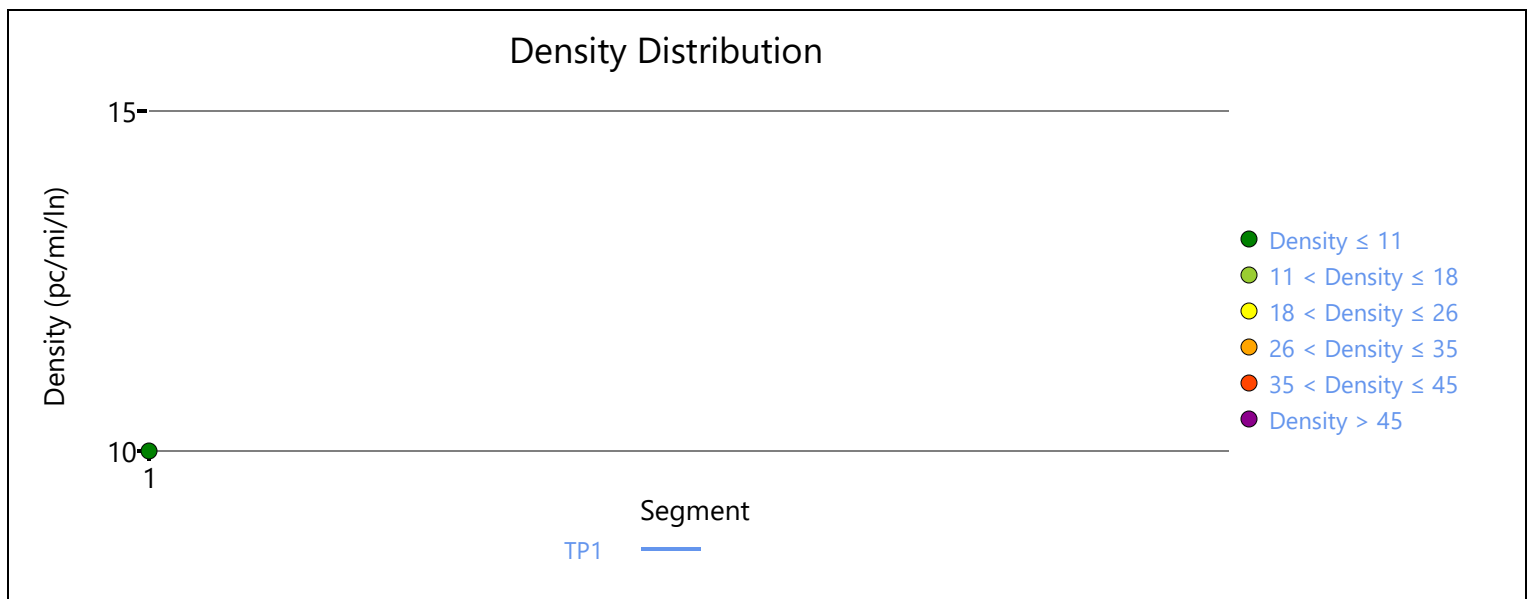 Density Distribution
15
Density (pc/mi/ln)
10
1
Segment
TP1
Density ≤ 11
11 < Density ≤ 18
18 < Density ≤ 26
26 < Density ≤ 35
35 < Density ≤ 45
Density > 45